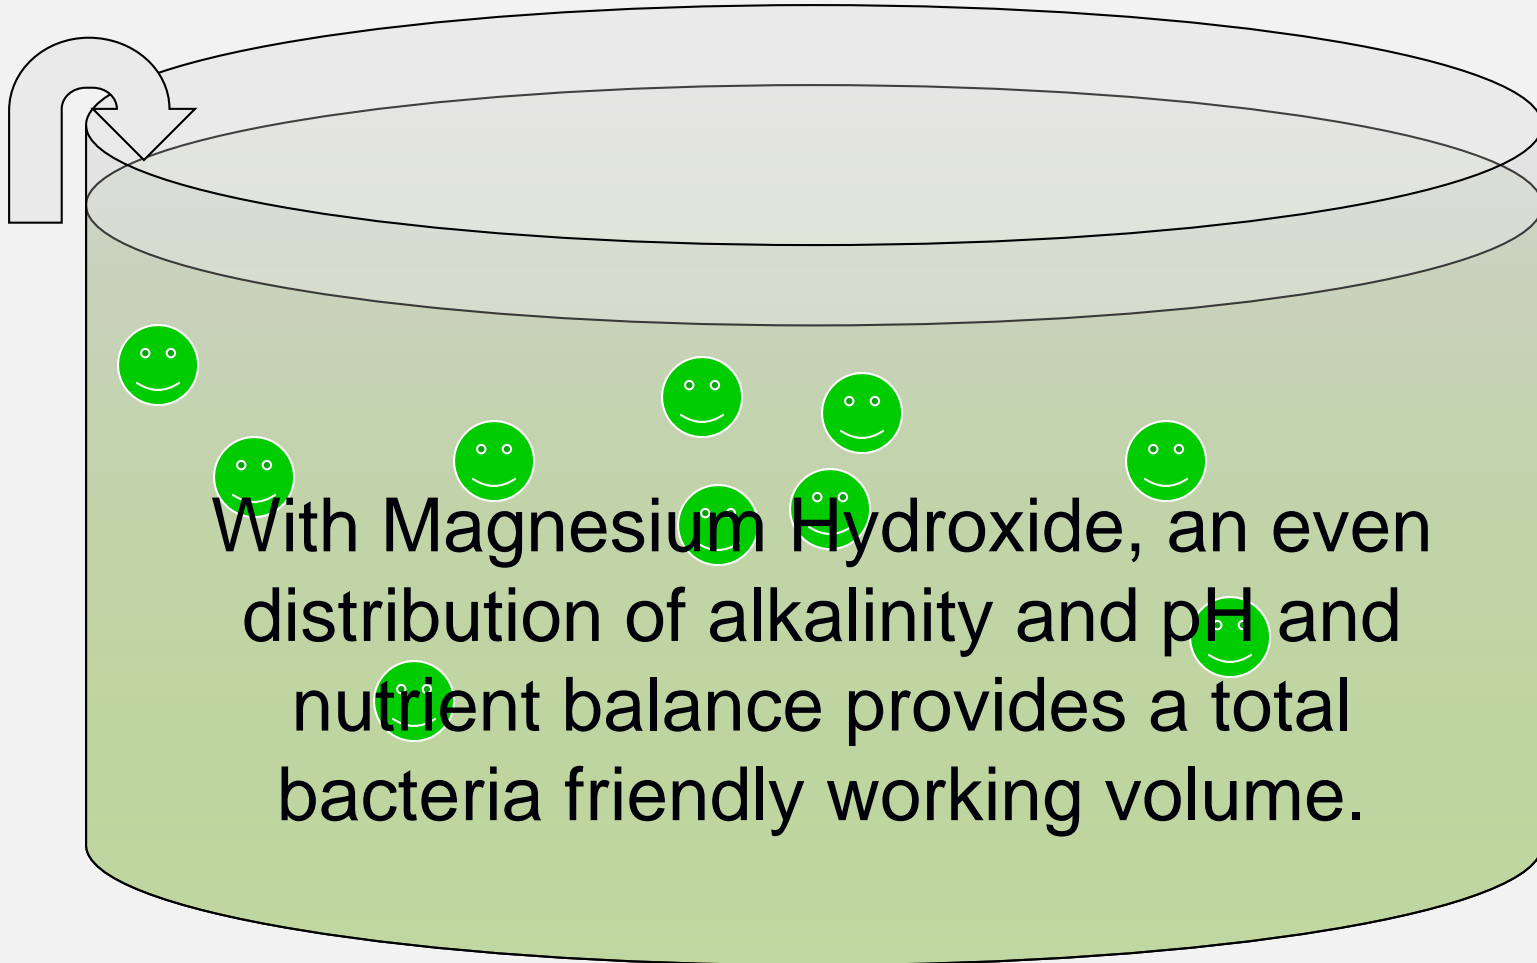 With Magnesium Hydroxide, an even
distribution of alkalinity and pH and
nutrient balance provides a total
bacteria friendly working volume.